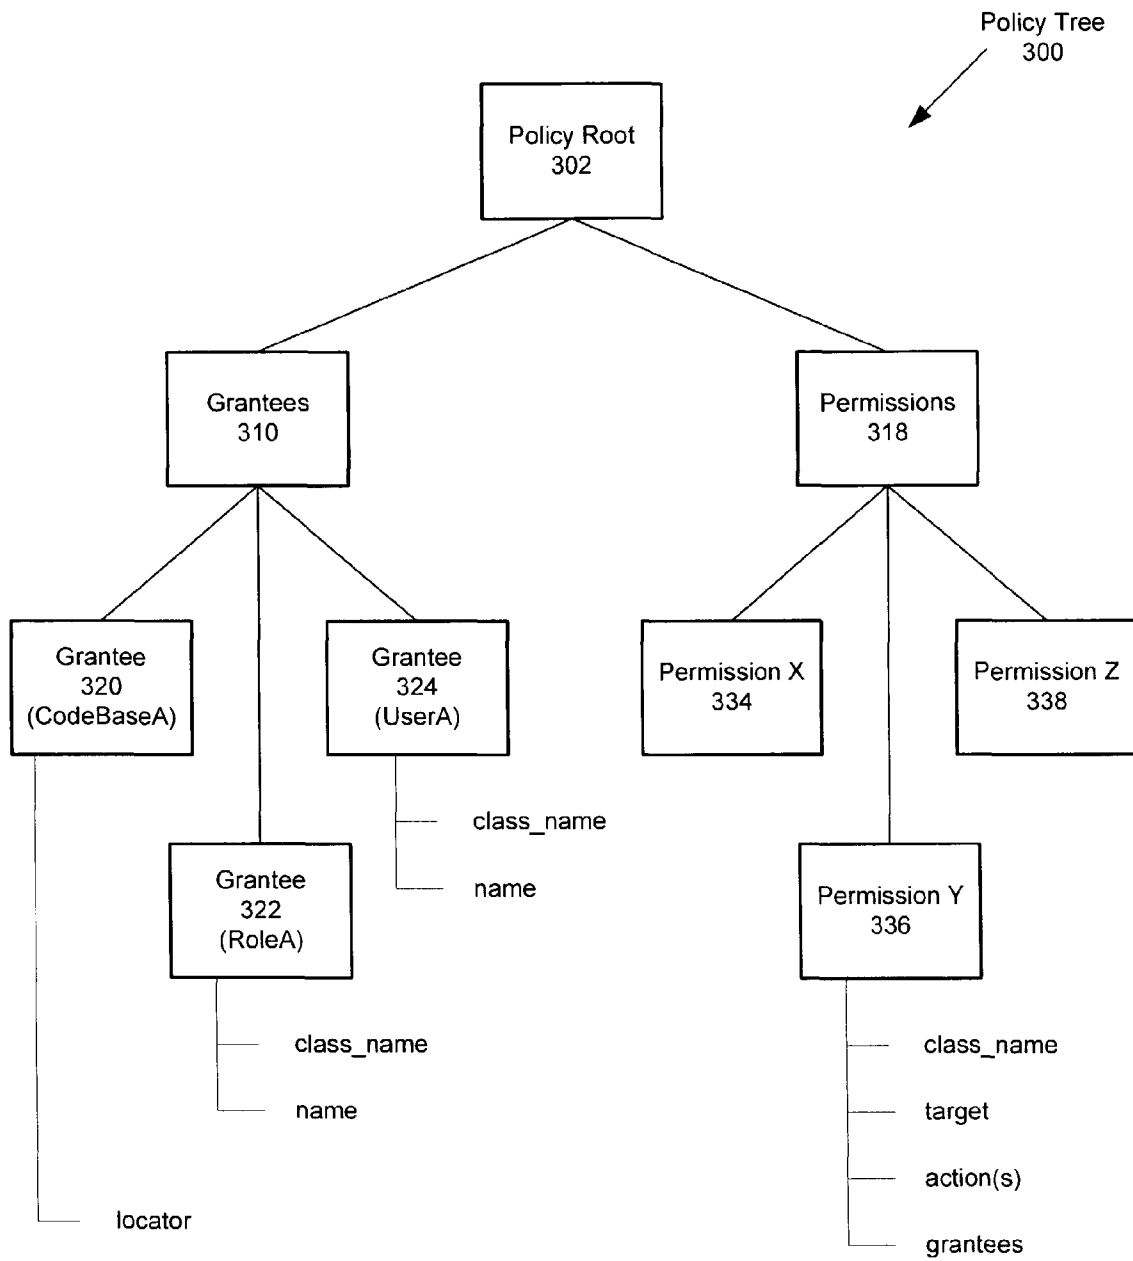 Policy Tree
300
Policy Root
302
Grantees
310
Permissions
318
Grantee
320
(CodeBaseA)
Grantee
324
(UserA)
Permission X
334
Permission Z
338
class_name
name
Grantee
322
(RoleA)
Permission Y
336
class_name
name
class_name
target
action(s)
grantees
locator